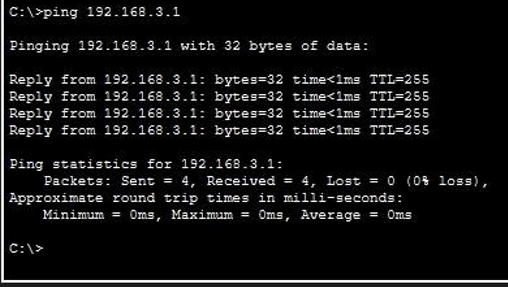 C:\>ping 192.168.3.1
Pinging 192.168.3.1 with 32 bytes of data:
Reply from 192.168.3.1: bytes=32 time<1ms TTL=255
Reply from 192.168.3.1: bytes=32 time<1ms TTL=255
Reply from 192.168.3.1: bytes=32 time<1ms TTL=255
Reply from 192.168.3.1: bytes=32 time<1ms TTL=255
Ping statistics for 192.168.3.1:
    Packets: Sent = 4, Received = 4, Lost = 0 (0% loss),
Approximate round trip times in milli-seconds:
    Minimum = 0ms, Maximum = 0ms, Average = 0ms
C:\>